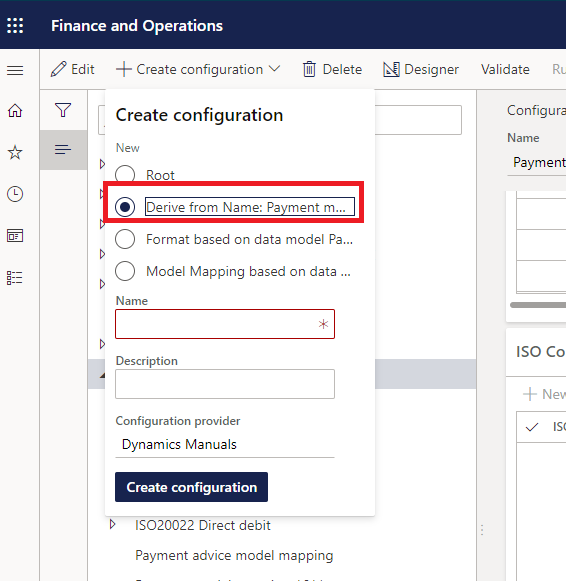 Finance and Operations
Edit
Create configuration
Delete
Designer
Validate
Ru
Create configuration
New
Root
Derive from Name: Payment m...
Format based on data model Pa...
Model Mapping based on data ...
Name
*
Description
Configuration provider
Dynamics Manuals
Create configuration
ISO20022 Direct debit
Payment advice model mapping
Configura
Name
Payment
ISO Co
New
IS